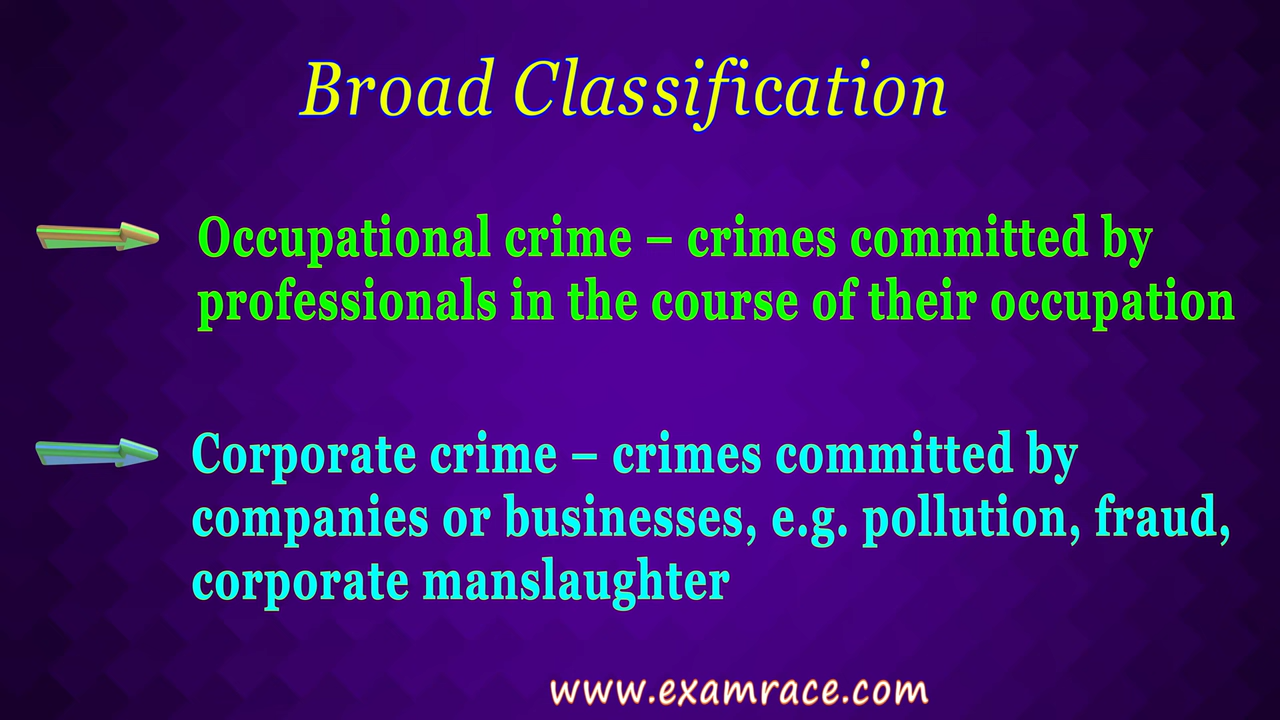 Broad Classification
Occupational crime – crimes committed by
professionals in the course of their occupation
Corporate crime – crimes committed by
companies or businesses, e.g. pollution, fraud,
corporate manslaughter
www.examrace.com